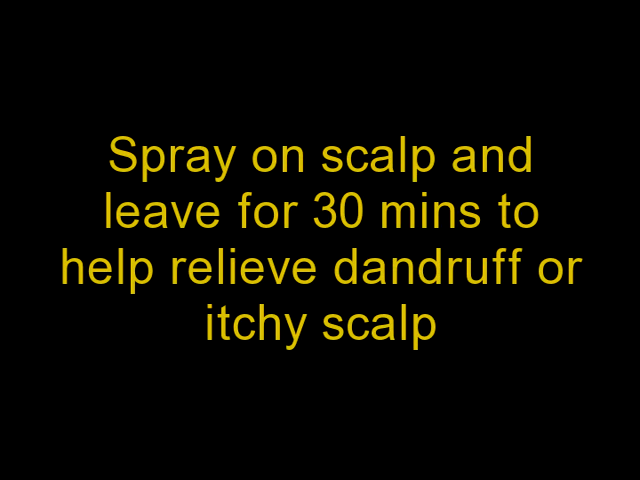 Spray on scalp and
leave for 30 mins to
help relieve dandruff or
itchy scalp